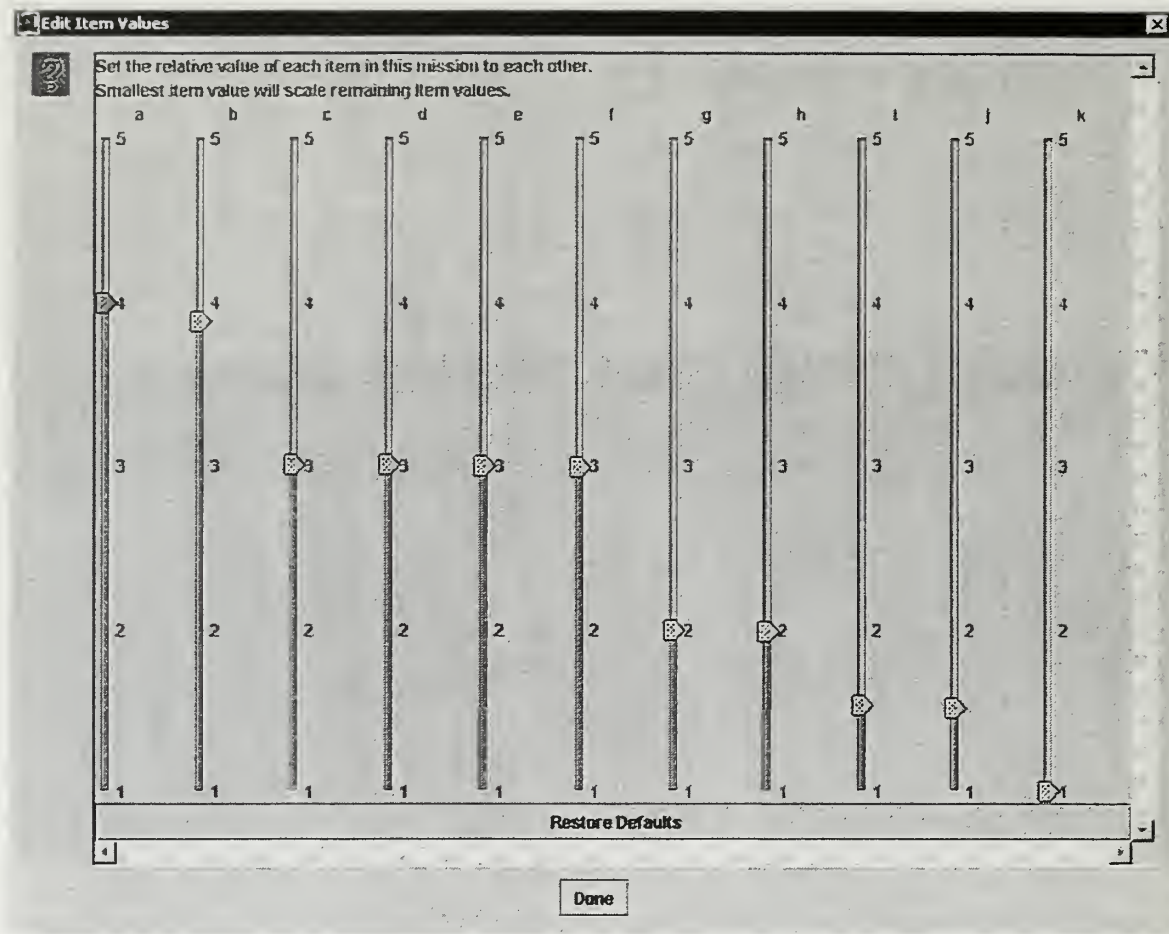 Edit Item Values
Set the relative value of each item in this mission to each other.
Smallest item value will scale remaining item values.
a b c d e f g h i j k
5 5 5 5 5 5 5 5 5 5 5
4 4 4 4 4 4 4 4 4 4 4
3 3 3 3 3 3 3 3 3 3 3
2 2 2 2 2 2 2 2 2 2 2
1 1 1 1 1 1 1 1 1 1 1
Restore Defaults
Done